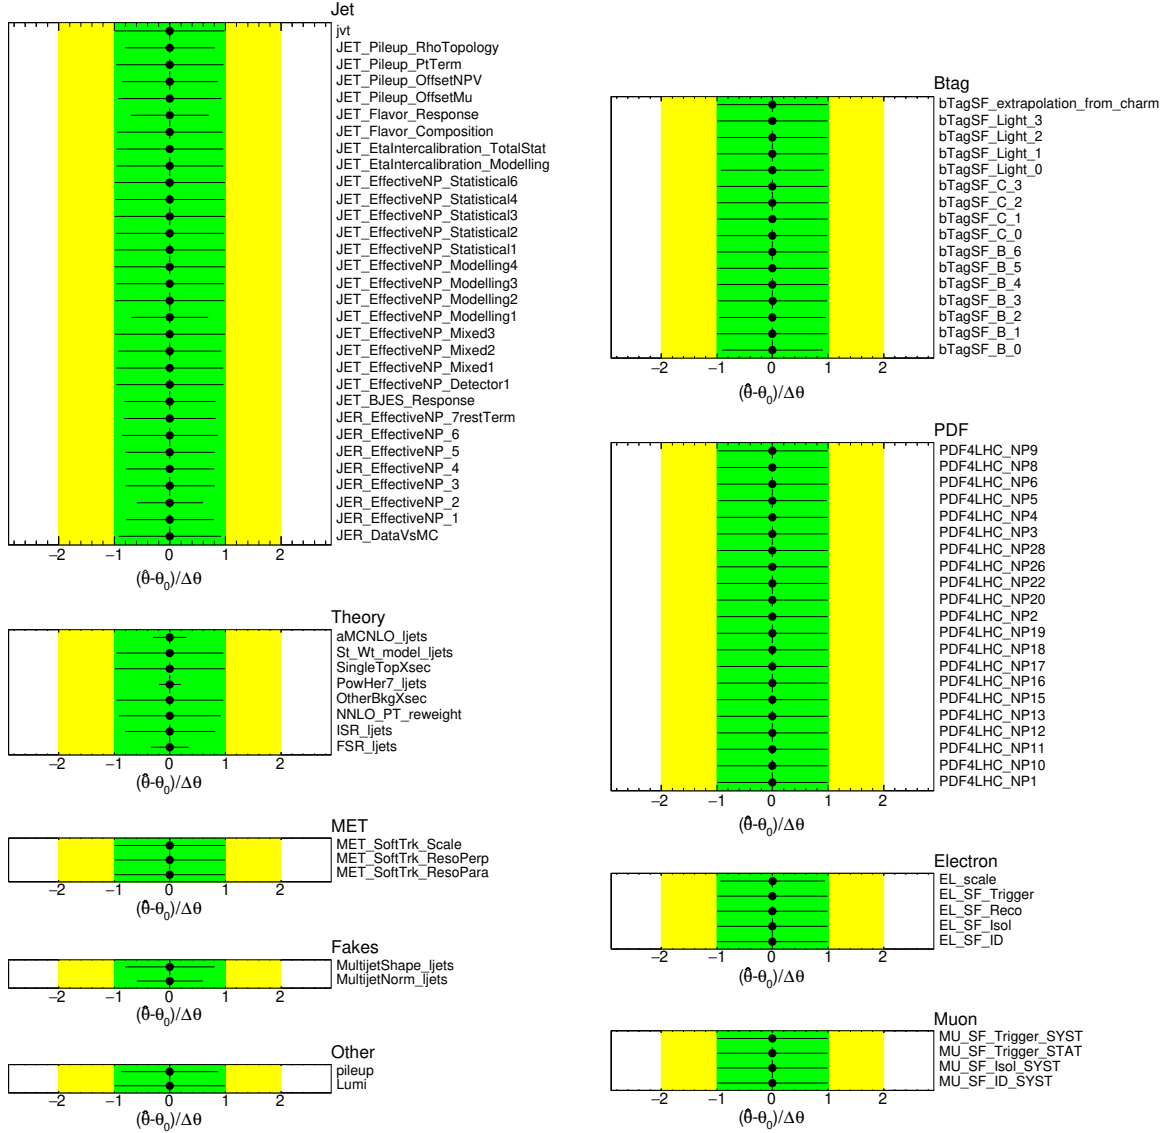 Jet
jvt
JET_Pileup_RhoTopology
JET_Pileup_PtTerm
JET_Pileup_OffsetNPV
JET_Pileup_OffsetMu
JET_Flavor_Response
JET_Flavor_Composition
JET_EtaIntercalibration_TotalStat
JET_EtaIntercalibration_Modelling
JET_EffectiveNP_Statistical6
JET_EffectiveNP_Statistical4
JET_EffectiveNP_Statistical3
JET_EffectiveNP_Statistical2
JET_EffectiveNP_Statistical1
JET_EffectiveNP_Modelling4
JET_EffectiveNP_Modelling3
JET_EffectiveNP_Modelling2
JET_EffectiveNP_Modelling1
JET_EffectiveNP_Mixed3
JET_EffectiveNP_Mixed2
JET_EffectiveNP_Mixed1
JET_EffectiveNP_Detector1
JET_BJES_Response
JER_EffectiveNP_7restTerm
JER_EffectiveNP_6
JER_EffectiveNP_5
JER_EffectiveNP_4
JER_EffectiveNP_3
JER_EffectiveNP_2
JER_EffectiveNP_1
JER_DataVsMC
−2 −1 0 1 2
(θ̂-θ₀)/Δθ
Theory
aMCNLO_ljets
St_Wt_model_ljets
SingleTopXsec
PowHer7_ljets
OtherBkgXsec
NNLO_PT_reweight
ISR_ljets
FSR_ljets
−2 −1 0 1 2
(θ̂-θ₀)/Δθ
MET
MET_SoftTrk_Scale
MET_SoftTrk_ResoPerp
MET_SoftTrk_ResoPara
−2 −1 0 1 2
(θ̂-θ₀)/Δθ
Fakes
MultijetShape_ljets
MultijetNorm_ljets
−2 −1 0 1 2
(θ̂-θ₀)/Δθ
Other
pileup
Lumi
−2 −1 0 1 2
(θ̂-θ₀)/Δθ
Btag
bTagSF_extrapolation_from_charm
bTagSF_Light_3
bTagSF_Light_2
bTagSF_Light_1
bTagSF_Light_0
bTagSF_C_3
bTagSF_C_2
bTagSF_C_1
bTagSF_C_0
bTagSF_B_6
bTagSF_B_5
bTagSF_B_4
bTagSF_B_3
bTagSF_B_2
bTagSF_B_1
bTagSF_B_0
−2 −1 0 1 2
(θ̂-θ₀)/Δθ
PDF
PDF4LHC_NP9
PDF4LHC_NP8
PDF4LHC_NP6
PDF4LHC_NP5
PDF4LHC_NP4
PDF4LHC_NP3
PDF4LHC_NP28
PDF4LHC_NP26
PDF4LHC_NP22
PDF4LHC_NP20
PDF4LHC_NP2
PDF4LHC_NP19
PDF4LHC_NP18
PDF4LHC_NP17
PDF4LHC_NP16
PDF4LHC_NP15
PDF4LHC_NP13
PDF4LHC_NP12
PDF4LHC_NP11
PDF4LHC_NP10
PDF4LHC_NP1
−2 −1 0 1 2
(θ̂-θ₀)/Δθ
Electron
EL_scale
EL_SF_Trigger
EL_SF_Reco
EL_SF_Isol
EL_SF_ID
−2 −1 0 1 2
(θ̂-θ₀)/Δθ
Muon
MU_SF_Trigger_SYST
MU_SF_Trigger_STAT
MU_SF_Isol_SYST
MU_SF_ID_SYST
−2 −1 0 1 2
(θ̂-θ₀)/Δθ